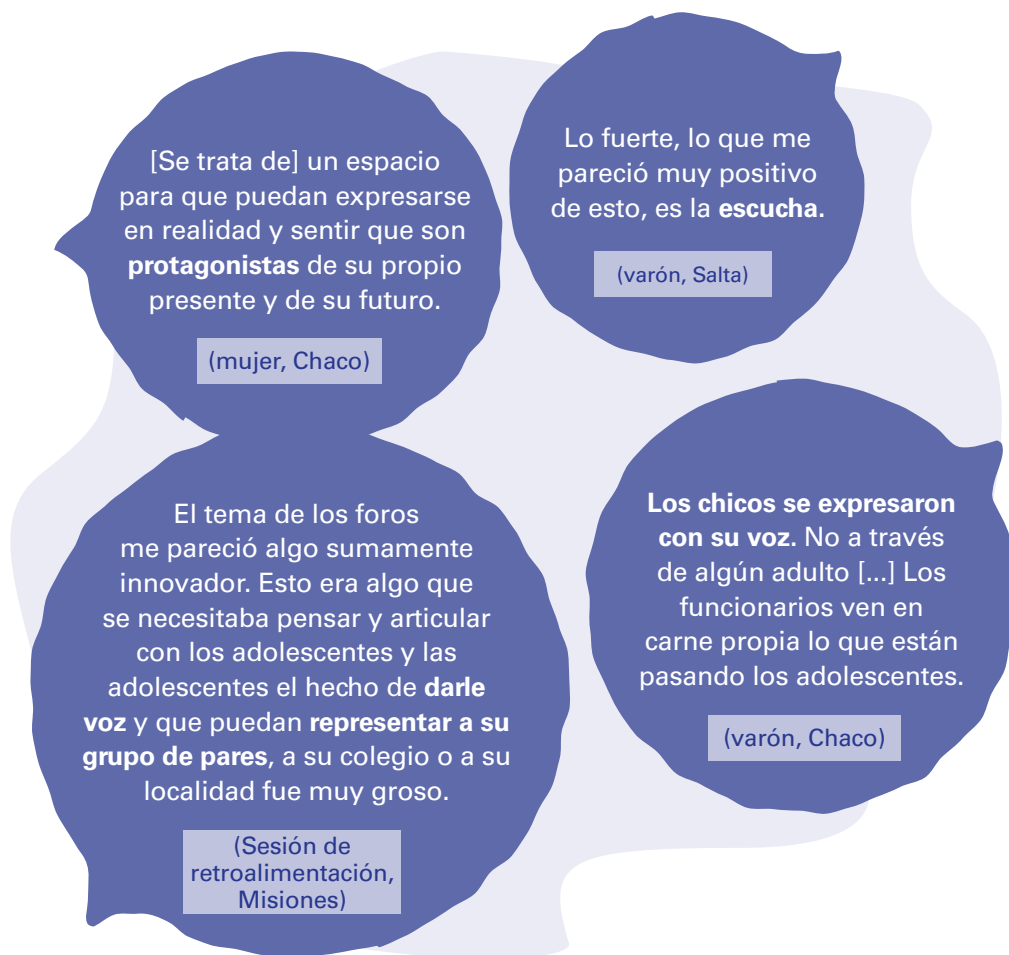 [Se trata de] un espacio
para que puedan expresarse
en realidad y sentir que son
protagonistas de su propio
presente y de su futuro.
(mujer, Chaco)
Lo fuerte, lo que me
pareció muy positivo
de esto, es la escucha.
(varón, Salta)
El tema de los foros
me pareció algo sumamente
innovador. Esto era algo que
se necesitaba pensar y articular
con los adolescentes y las
adolescentes el hecho de darle
voz y que puedan representar a su
grupo de pares, a su colegio o a su
localidad fue muy groso.
(Sesión de
retroalimentación,
Misiones)
Los chicos se expresaron
con su voz. No a través
de algún adulto [...] Los
funcionarios ven en
carne propia lo que están
pasando los adolescentes.
(varón, Chaco)